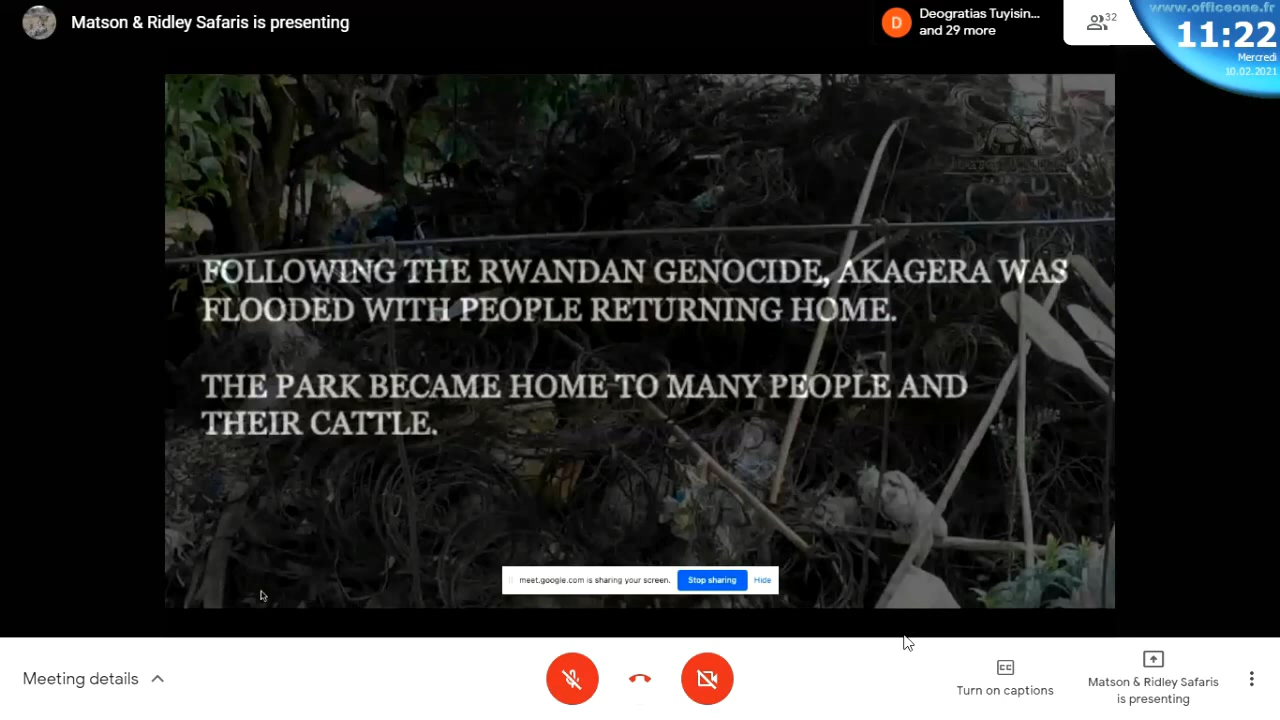 Matson & Ridley Safaris is presenting
Deogratias Tuyisin...
and 29 more
32
www.officeone.fr
11:22
Mercredi
10.02.2021
FOLLOWING THE RWANDAN GENOCIDE, AKAGERA WAS
FLOODED WITH PEOPLE RETURNING HOME.
THE PARK BECAME HOME TO MANY PEOPLE AND
THEIR CATTLE.
meet.google.com is sharing your screen.
Stop sharing
Hide
Meeting details
Turn on captions
Matson & Ridley Safaris
is presenting
D
CC